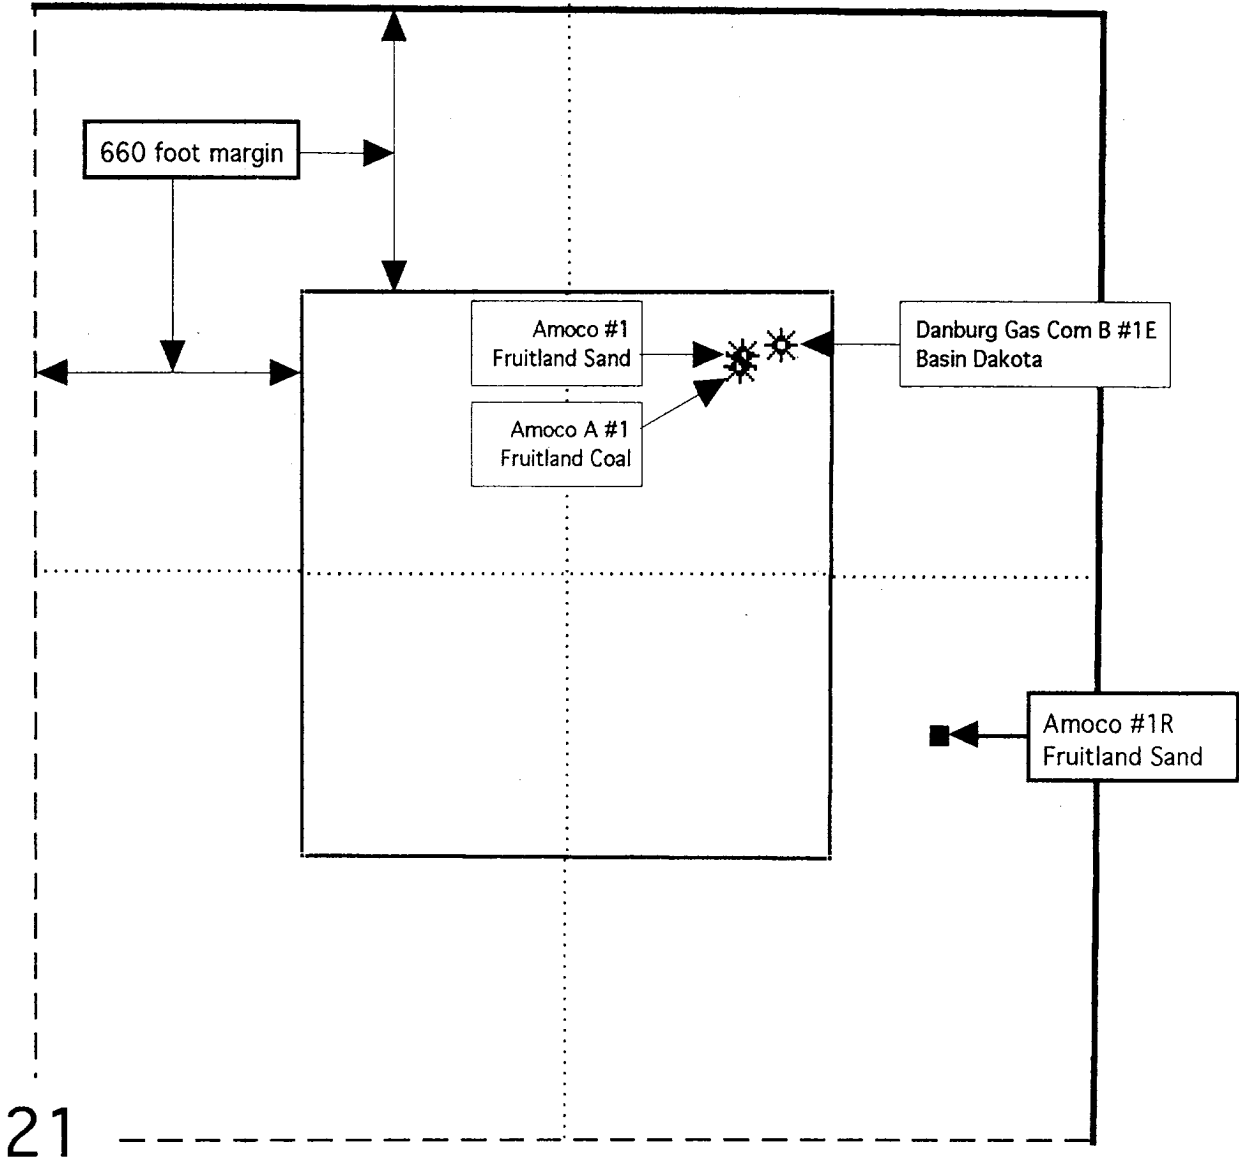 660 foot margin
Amoco #1
Fruitland Sand
Danburg Gas Com B #1E
Basin Dakota
Amoco A #1
Fruitland Coal
Amoco #1R
Fruitland Sand
21